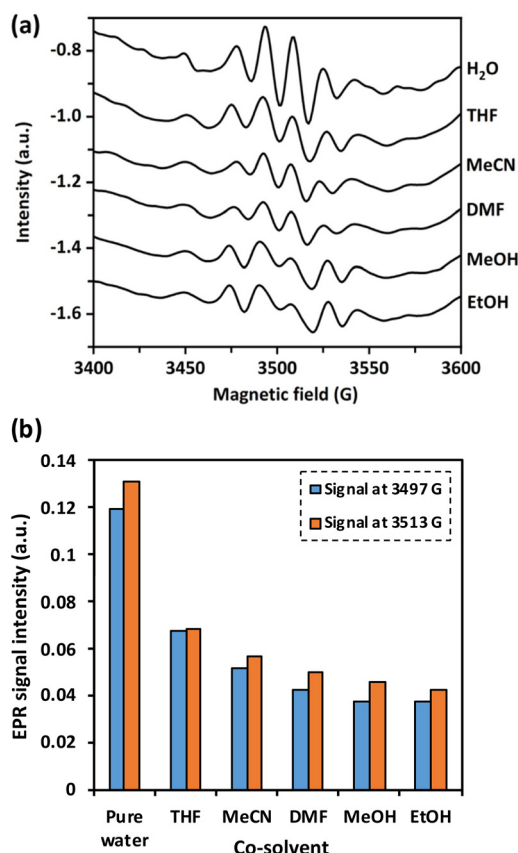 (a)
-0.8
-1.0
-1.2
-1.4
-1.6
Intensity (a.u.)
H₂O
THF
MeCN
DMF
MeOH
EtOH
3400 3450 3500 3550 3600
Magnetic field (G)
(b)
0.14
0.12
0.1
0.08
0.06
0.04
0.02
0
EPR signal intensity (a.u.)
Signal at 3497 G
Signal at 3513 G
Pure water THF MeCN DMF MeOH EtOH
Co-solvent